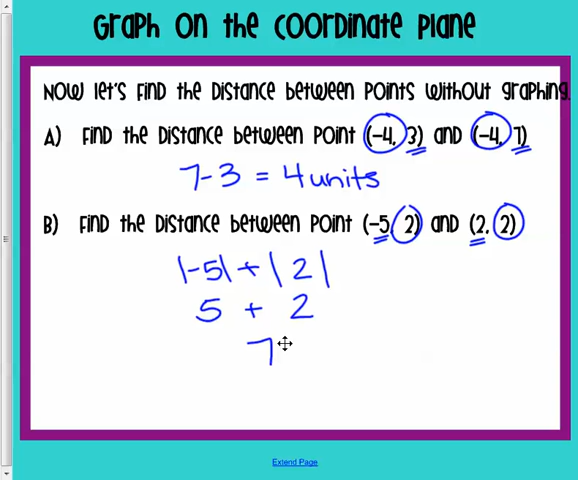 Graph on the Coordinate Plane
Now let's find the distance between points without graphing.
A) Find the distance between point (-4, 3) and (-4, 7)
7-3 = 4 units
B) Find the distance between point (-5, 2) and (2, 2)
|-5| + | 2 |
5 + 2
7
Extend Page